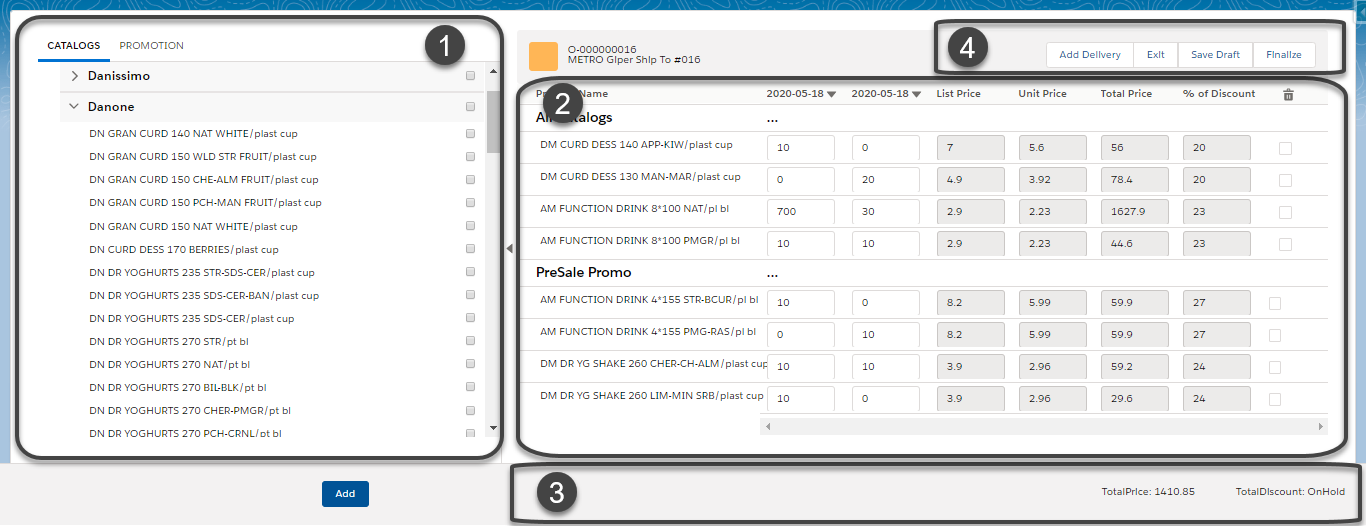 CATALOGS PROMOTION
1
Danissimo
Danone
DN GRAN CURD 140 NAT WHITE/plast cup
DN GRAN CURD 150 WLD STR FRUIT/plast cup
DN GRAN CURD 150 CHE-ALM FRUIT/plast cup
DN GRAN CURD 150 PCH-MAN FRUIT/plast cup
DN GRAN CURD 150 NAT WHITE/plast cup
DN CURD DESS 170 BERRIES/plast cup
DN DR YOGHURTS 235 STR-SDS-CER/plast cup
DN DR YOGHURTS 235 SDS-CER-BAN/plast cup
DN DR YOGHURTS 235 SDS-CER/plast cup
DN DR YOGHURTS 270 STR/pt bl
DN DR YOGHURTS 270 NAT/pt bl
DN DR YOGHURTS 270 BIL-BLK/pt bl
DN DR YOGHURTS 270 CHER-PMGR/pt bl
DN DR YOGHURTS 270 PCH-CRNL/pt bl
Add
O-000000016
METRO Giper Ship To #016
4
Add Delivery Exit Save Draft Finalize
2
Name 2020-05-18 2020-05-18 List Price Unit Price Total Price % of Discount
Catalogs ...
DM CURD DESS 140 APP-KIW/plast cup 10 0 7 5.6 56 20
DM CURD DESS 130 MAN-MAR/plast cup 0 20 4.9 3.92 78.4 20
AM FUNCTION DRINK 8*100 NAT/pl bl 700 30 2.9 2.23 1627.9 23
AM FUNCTION DRINK 8*100 PMGR/pl bl 10 10 2.9 2.23 44.6 23
PreSale Promo ...
AM FUNCTION DRINK 4*155 STR-BCUR/pl bl 10 0 8.2 5.99 59.9 27
AM FUNCTION DRINK 4*155 PMG-RAS/pl bl 0 10 8.2 5.99 59.9 27
DM DR YG SHAKE 260 CHER-CH-ALM/plast cup 10 10 3.9 2.96 59.2 24
DM DR YG SHAKE 260 LIM-MIN SRB/plast cup 10 0 3.9 2.96 29.6 24
3
TotalPrice: 1410.85 TotalDiscount: OnHold